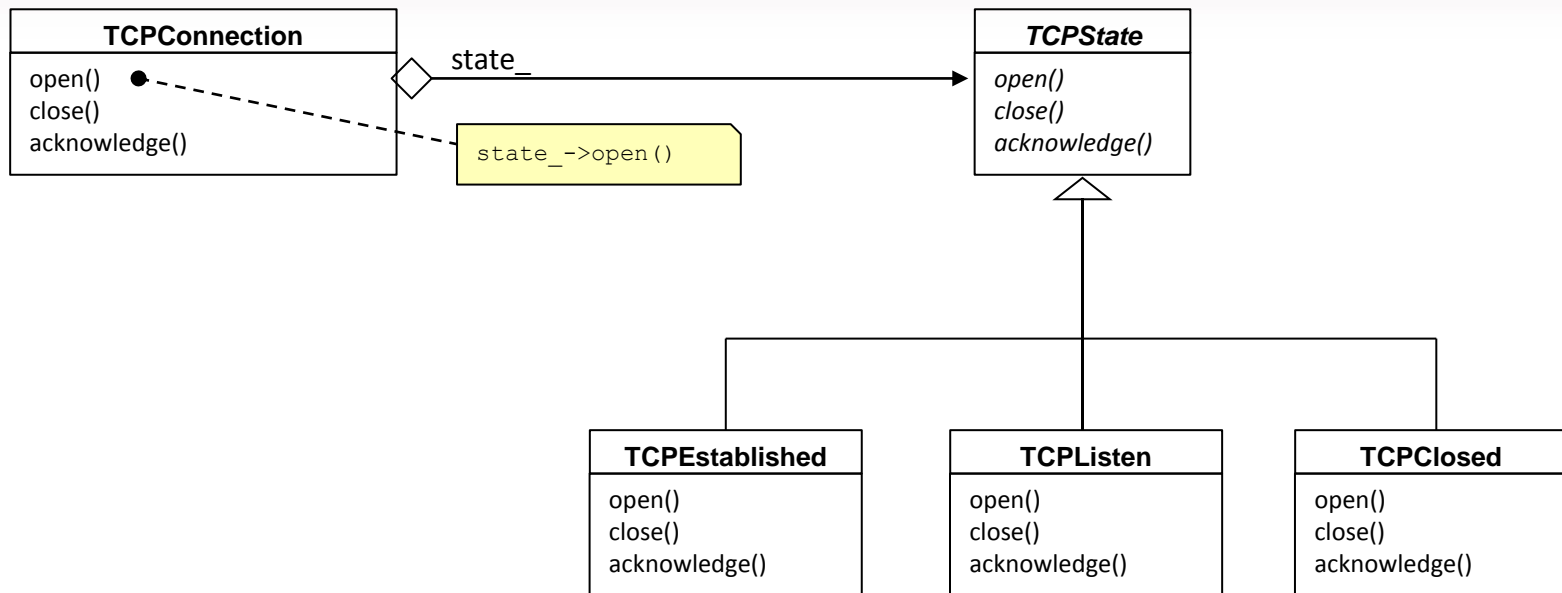 TCPConnection
open()
close()
acknowledge()
state_
state_->open()
TCPState
open()
close()
acknowledge()
TCPEstablished
open()
close()
acknowledge()
TCPListen
open()
close()
acknowledge()
TCPClosed
open()
close()
acknowledge()